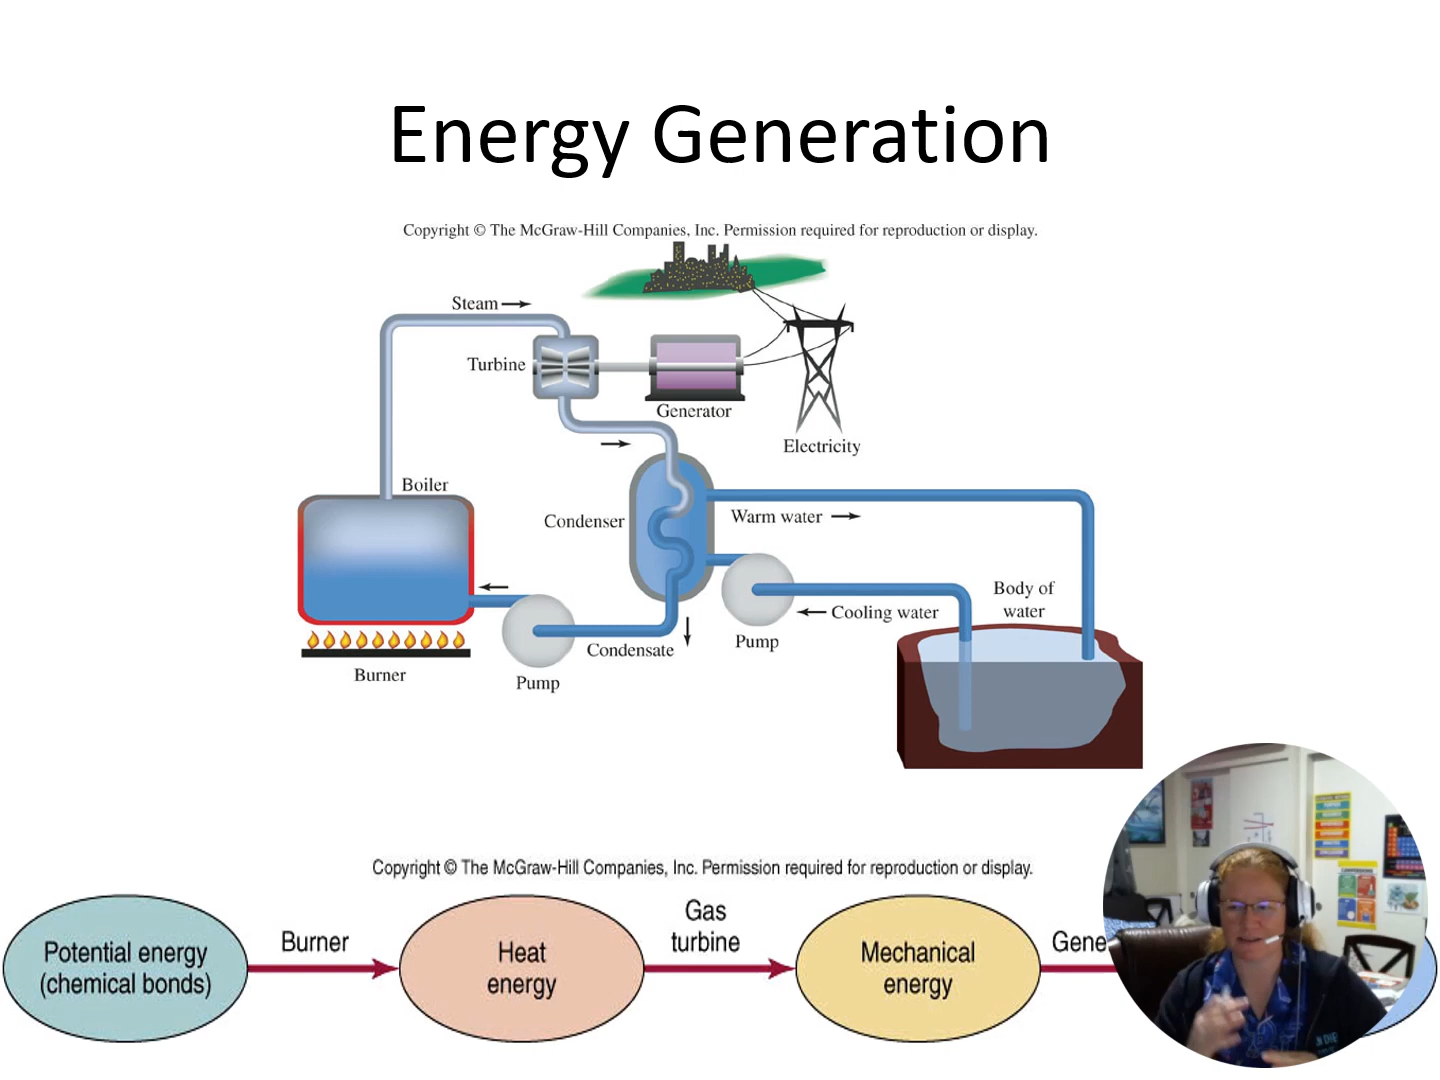 Energy Generation
Copyright © The McGraw-Hill Companies, Inc. Permission required for reproduction or display.
Steam
Turbine
Generator
Electricity
Boiler
Condenser
Warm water
Body of
water
Cooling water
Pump
Condensate
Burner
Pump
Copyright © The McGraw-Hill Companies, Inc. Permission required for reproduction or display.
Potential energy
(chemical bonds)
Burner
Heat
energy
Gas
turbine
Mechanical
energy
Gene